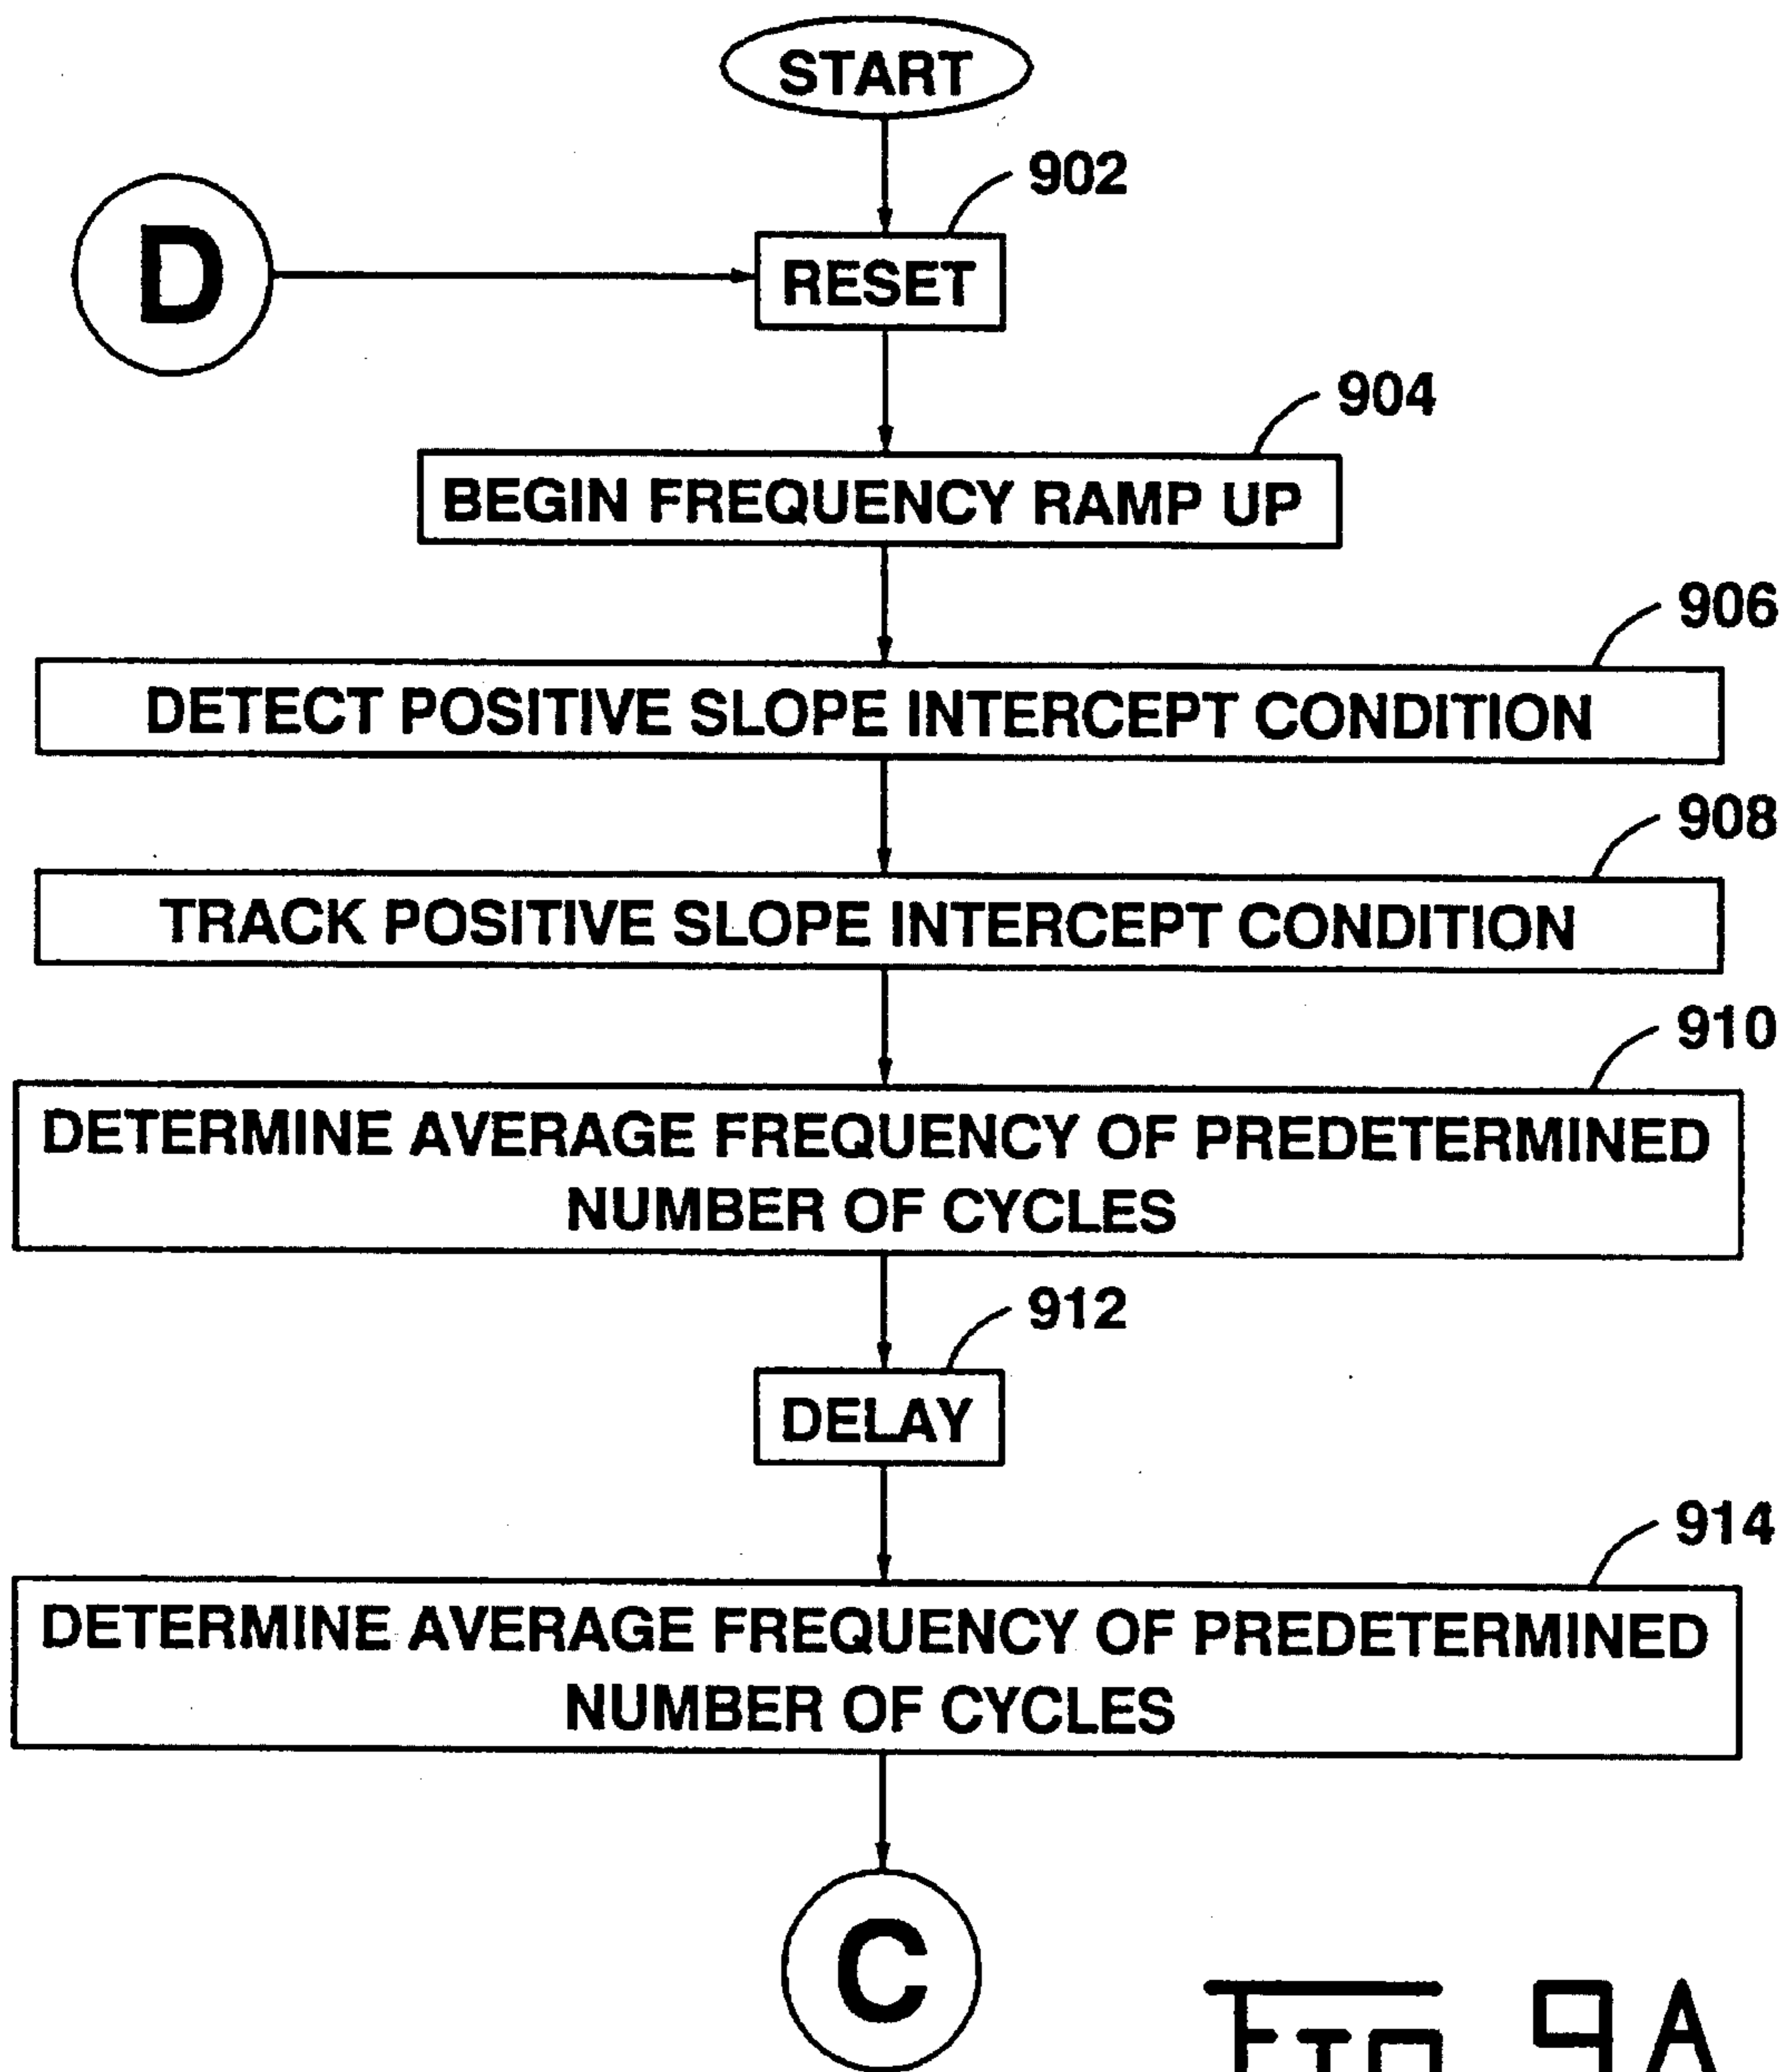 START
902
D
RESET
904
BEGIN FREQUENCY RAMP UP
906
DETECT POSITIVE SLOPE INTERCEPT CONDITION
908
TRACK POSITIVE SLOPE INTERCEPT CONDITION
910
DETERMINE AVERAGE FREQUENCY OF PREDETERMINED
NUMBER OF CYCLES
912
DELAY
914
DETERMINE AVERAGE FREQUENCY OF PREDETERMINED
NUMBER OF CYCLES
C
FIG 9A